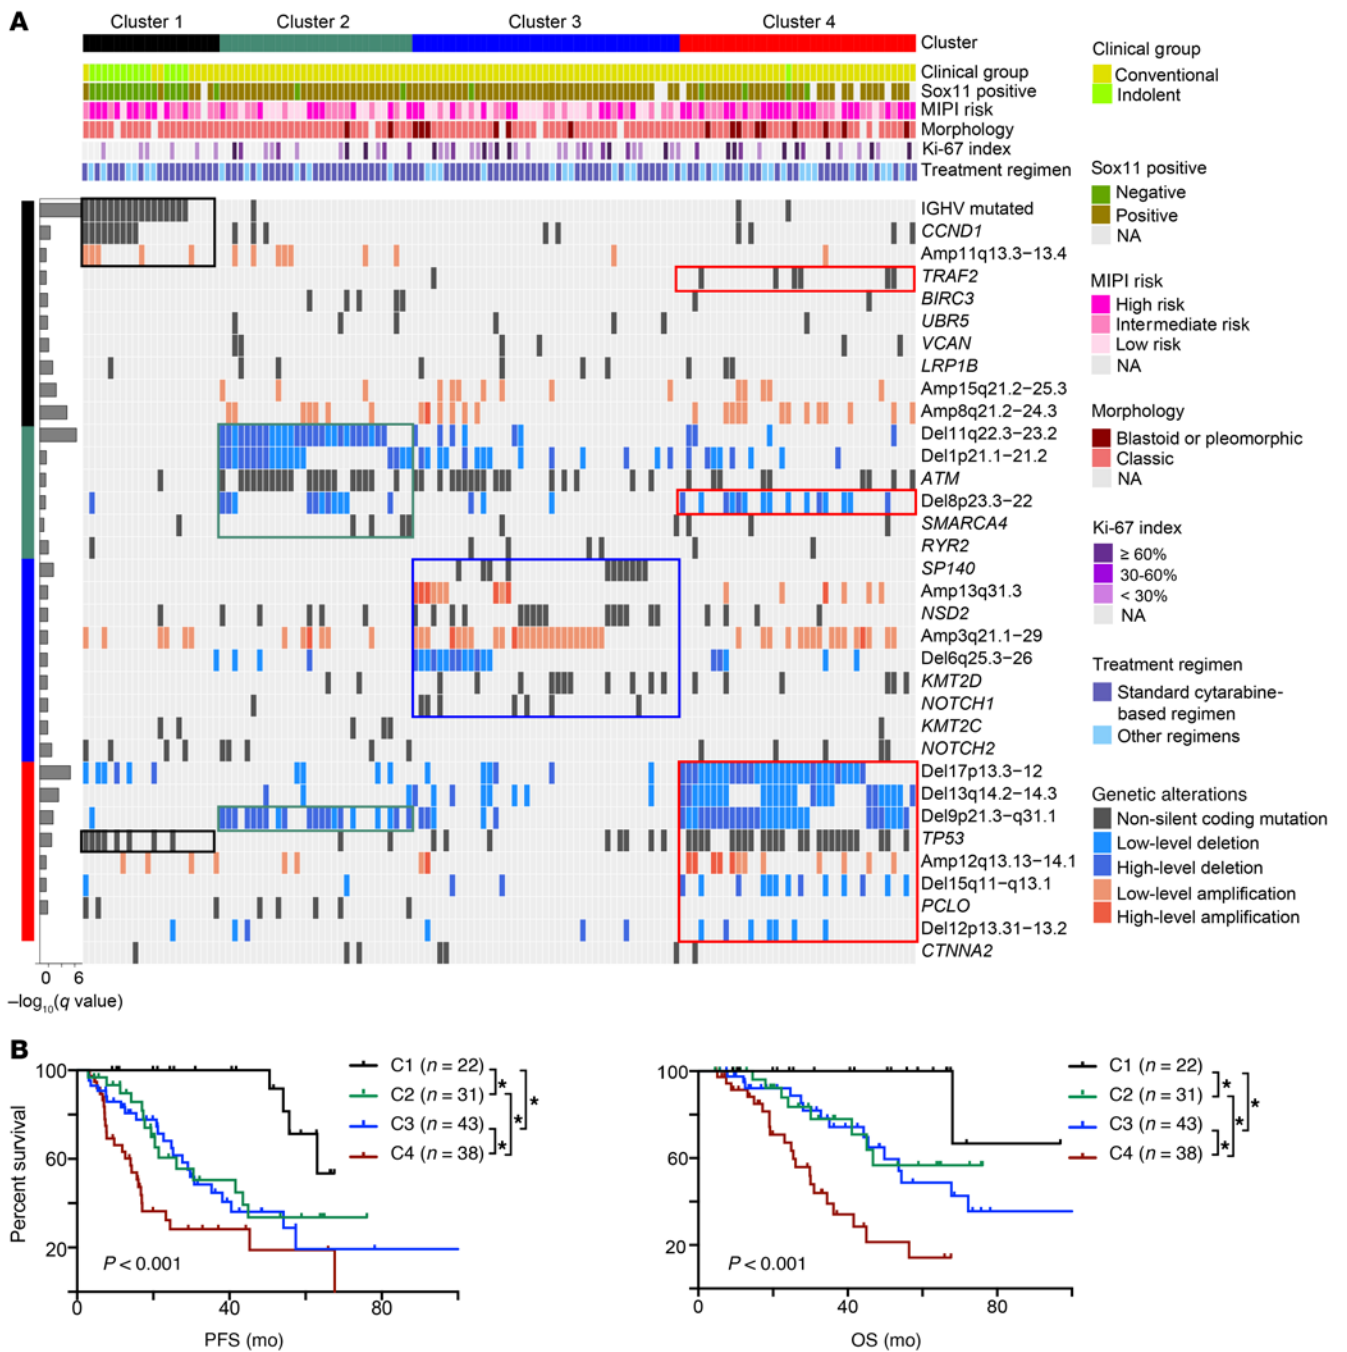 A
Cluster 1 Cluster 2 Cluster 3 Cluster 4
Cluster
Clinical group
Sox11 positive
MIPI risk
Morphology
Ki-67 index
Treatment regimen
IGHV mutated
CCND1
Amp11q13.3−13.4
TRAF2
BIRC3
UBR5
VCAN
LRP1B
Amp15q21.2−25.3
Amp8q21.2−24.3
Del11q22.3−23.2
Del1p21.1−21.2
ATM
Del8p23.3−22
SMARCA4
RYR2
SP140
Amp13q31.3
NSD2
Amp3q21.1−29
Del6q25.3−26
KMT2D
NOTCH1
KMT2C
NOTCH2
Del17p13.3−12
Del13q14.2−14.3
Del9p21.3−q31.1
TP53
Amp12q13.13−14.1
Del15q11−q13.1
PCLO
Del12p13.31−13.2
CTNNA2
0 6
−log10(q value)
Clinical group
Conventional
Indolent
Sox11 positive
Negative
Positive
NA
MIPI risk
High risk
Intermediate risk
Low risk
NA
Morphology
Blastoid or pleomorphic
Classic
NA
Ki-67 index
≥ 60%
30-60%
< 30%
NA
Treatment regimen
Standard cytarabine-
based regimen
Other regimens
Genetic alterations
Non-silent coding mutation
Low-level deletion
High-level deletion
Low-level amplification
High-level amplification
B
Percent survival
100
60
20
0 40 80
PFS (mo)
P < 0.001
C1 (n = 22)
C2 (n = 31)
C3 (n = 43)
C4 (n = 38)
* * * *
100
60
20
0 40 80
OS (mo)
P < 0.001
C1 (n = 22)
C2 (n = 31)
C3 (n = 43)
C4 (n = 38)
* * * *